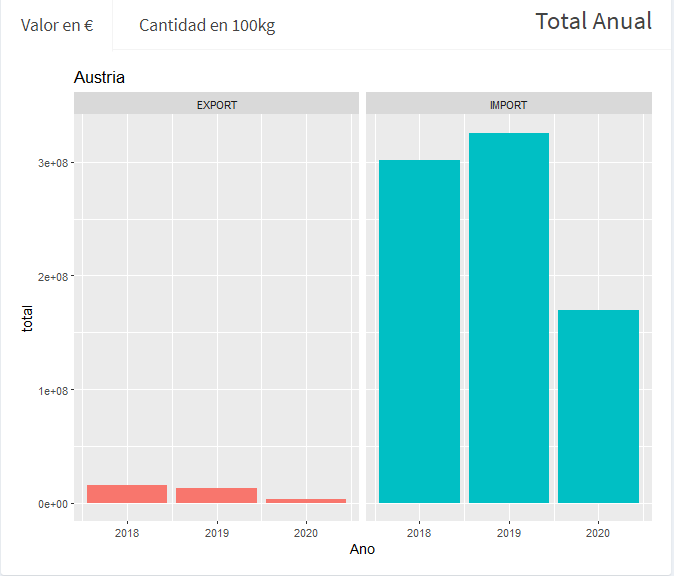 Valor en € Cantidad en 100kg Total Anual
Austria
EXPORT IMPORT
3e+08
2e+08
1e+08
0e+00
total
2018 2019 2020 2018 2019 2020
Ano